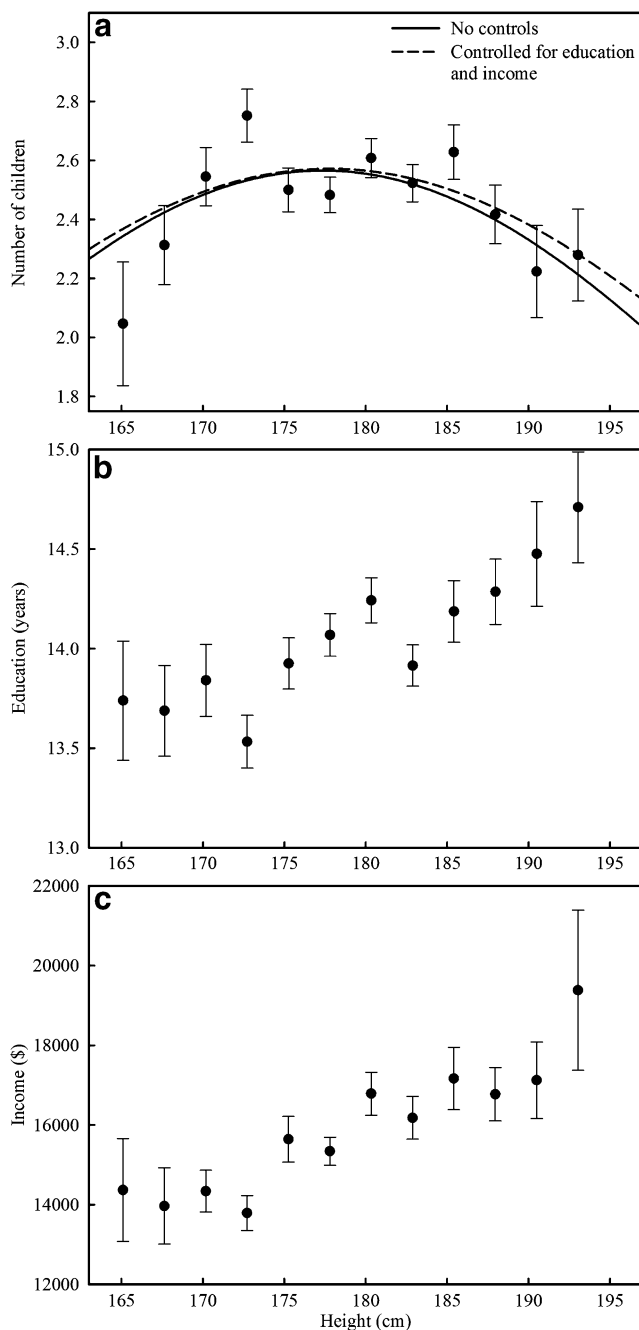 a
No controls
Controlled for education
and income
Number of children
3.0
2.8
2.6
2.4
2.2
2.0
1.8
165 170 175 180 185 190 195
b
Education (years)
15.0
14.5
14.0
13.5
13.0
165 170 175 180 185 190 195
c
Income ($)
22000
20000
18000
16000
14000
12000
165 170 175 180 185 190 195
Height (cm)